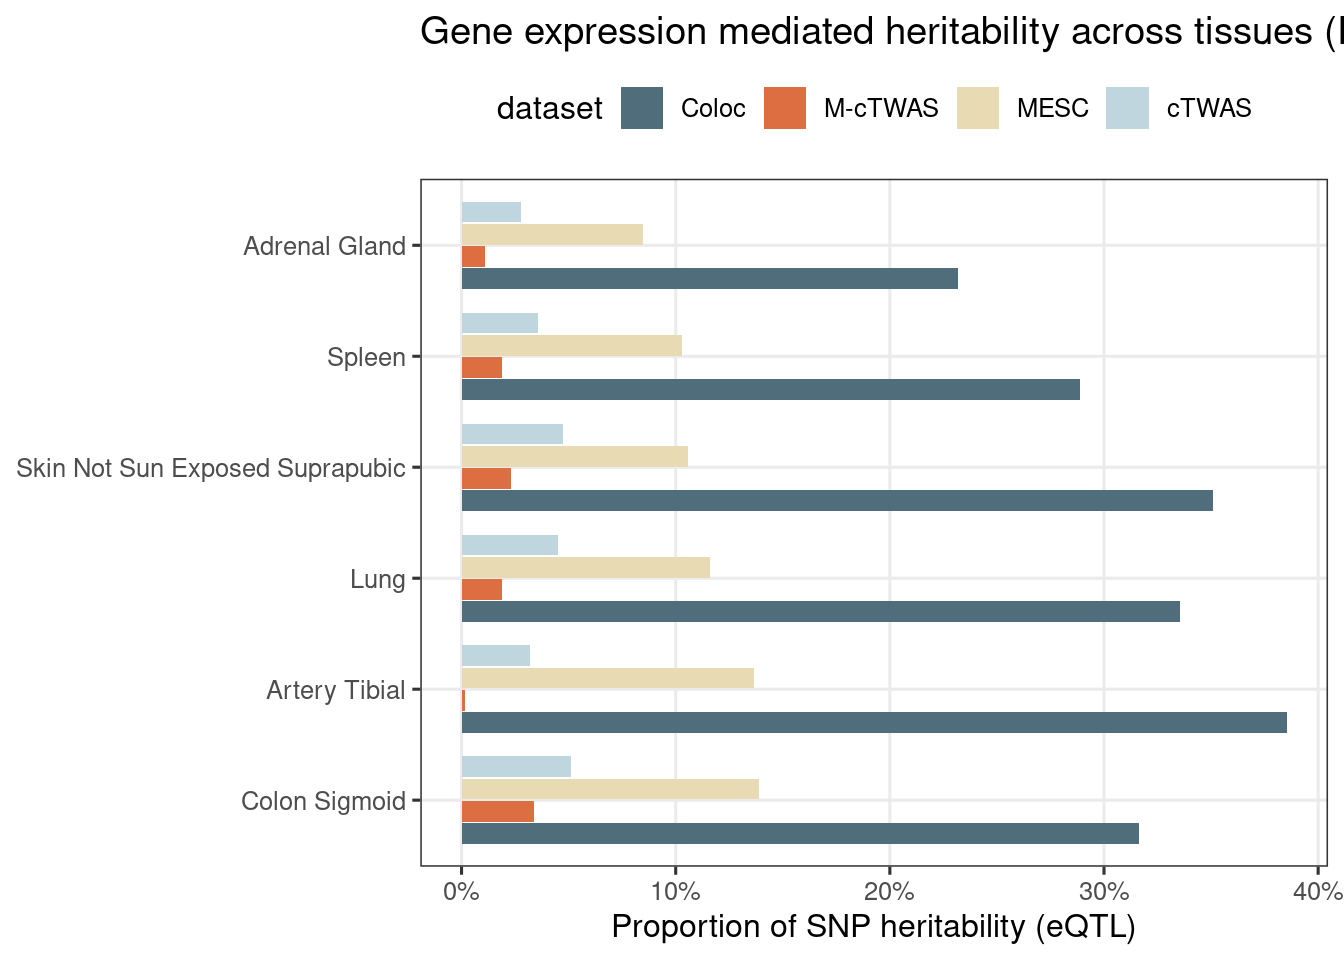 Gene expression mediated heritability across tissues (
dataset Coloc M-cTWAS MESC cTWAS
Adrenal Gland
Spleen
Skin Not Sun Exposed Suprapubic
Lung
Artery Tibial
Colon Sigmoid
0% 10% 20% 30% 40%
Proportion of SNP heritability (eQTL)